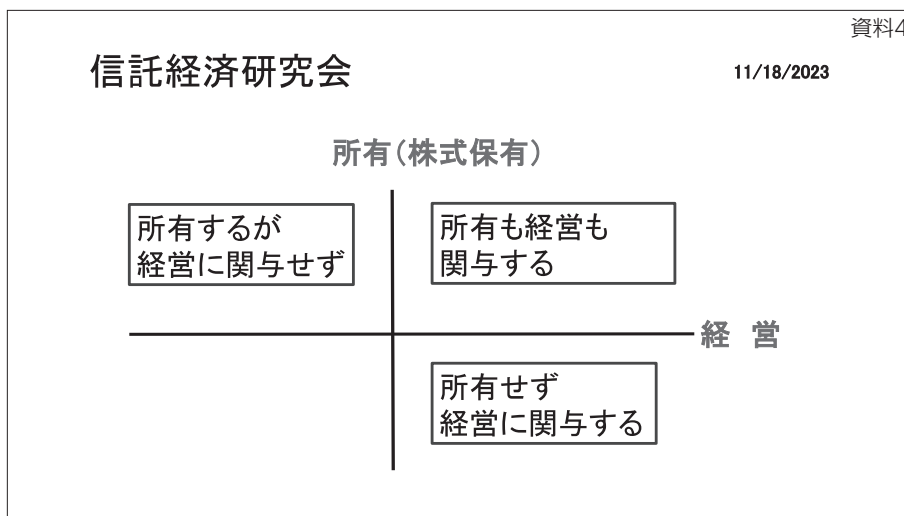 資料4
信託経済研究会
11/18/2023
所有(株式保有)
所有するが
経営に関与せず
所有も経営も
関与する
経 営
所有せず
経営に関与する